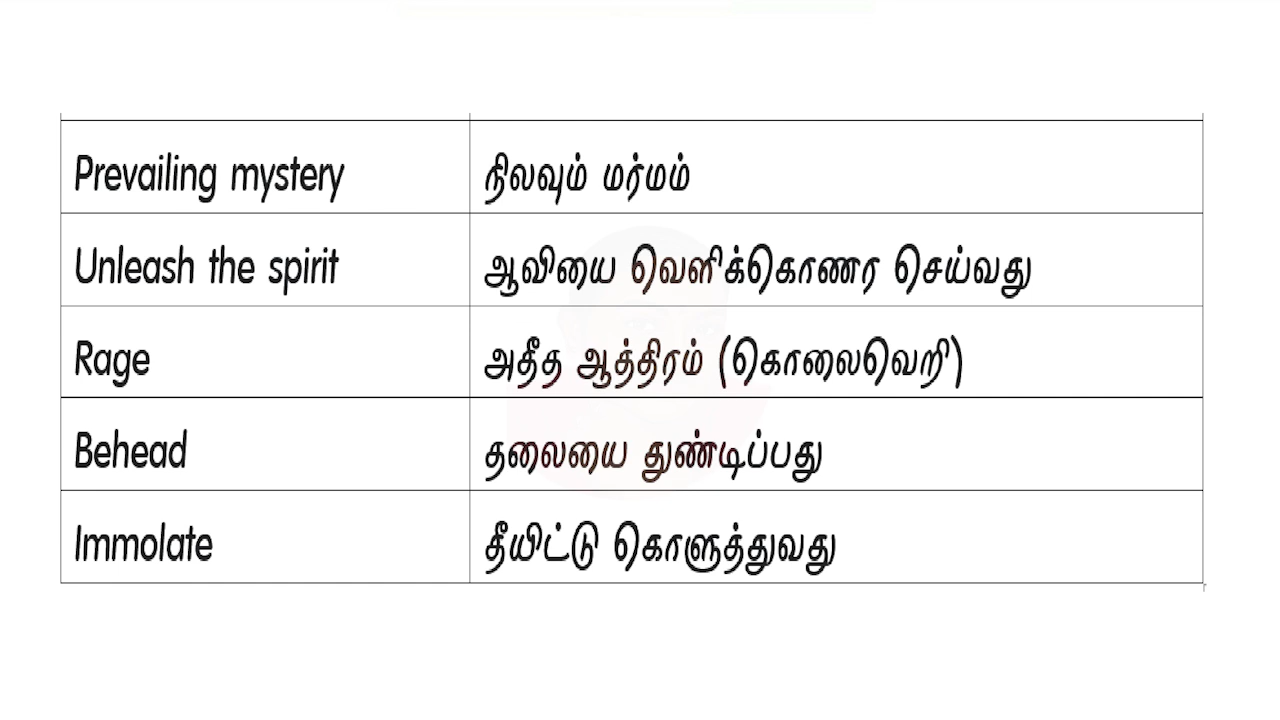 Prevailing mystery நிலவும் மர்மம்
Unleash the spirit ஆவியை வெளிக்கொணர செய்வது
Rage அதீத ஆத்திரம் (கொலைவெறி)
Behead தலையை துண்டிப்பது
Immolate தீயிட்டு கொளுத்துவது